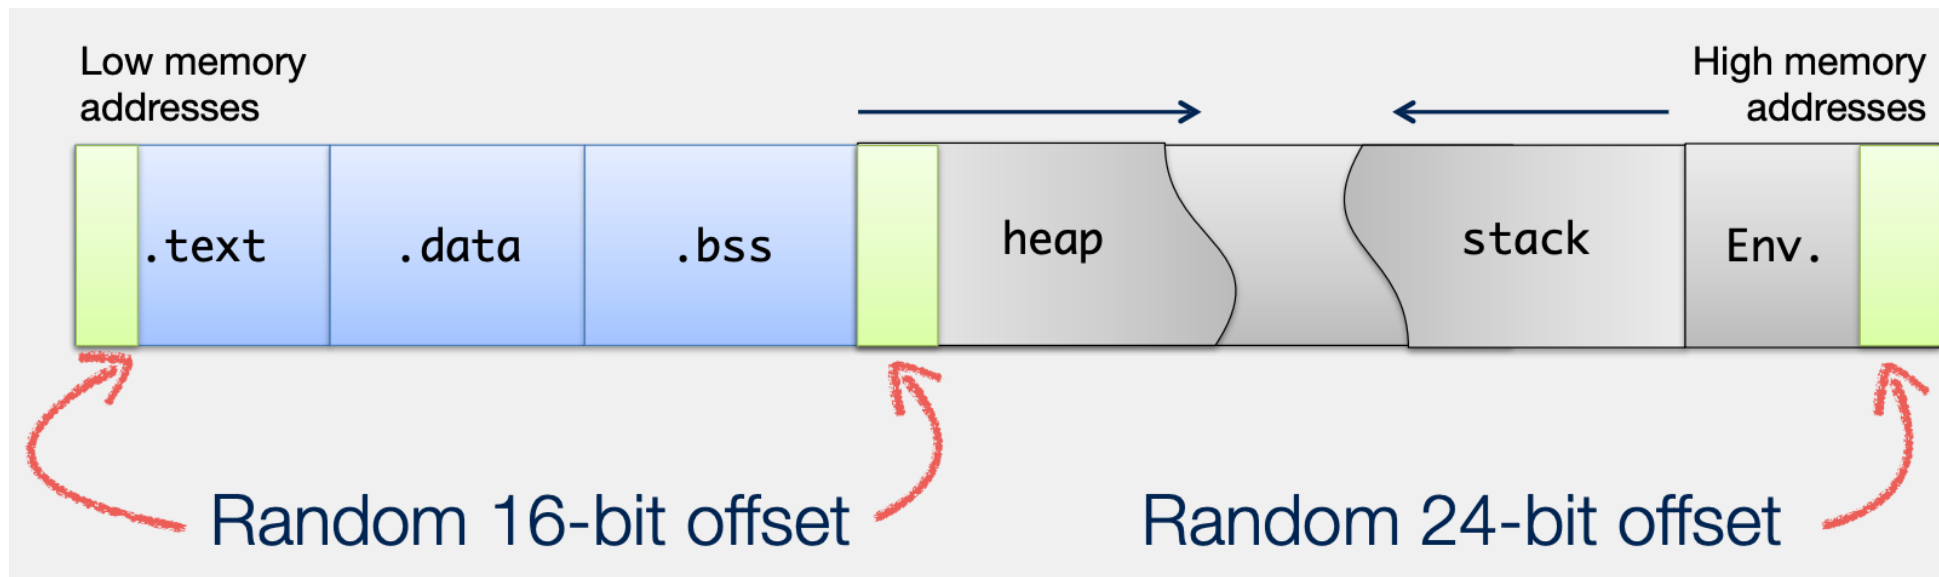 Low memory
addresses
High memory
addresses
.text
.data
.bss
heap
stack
Env.
Random 16-bit offset
Random 24-bit offset